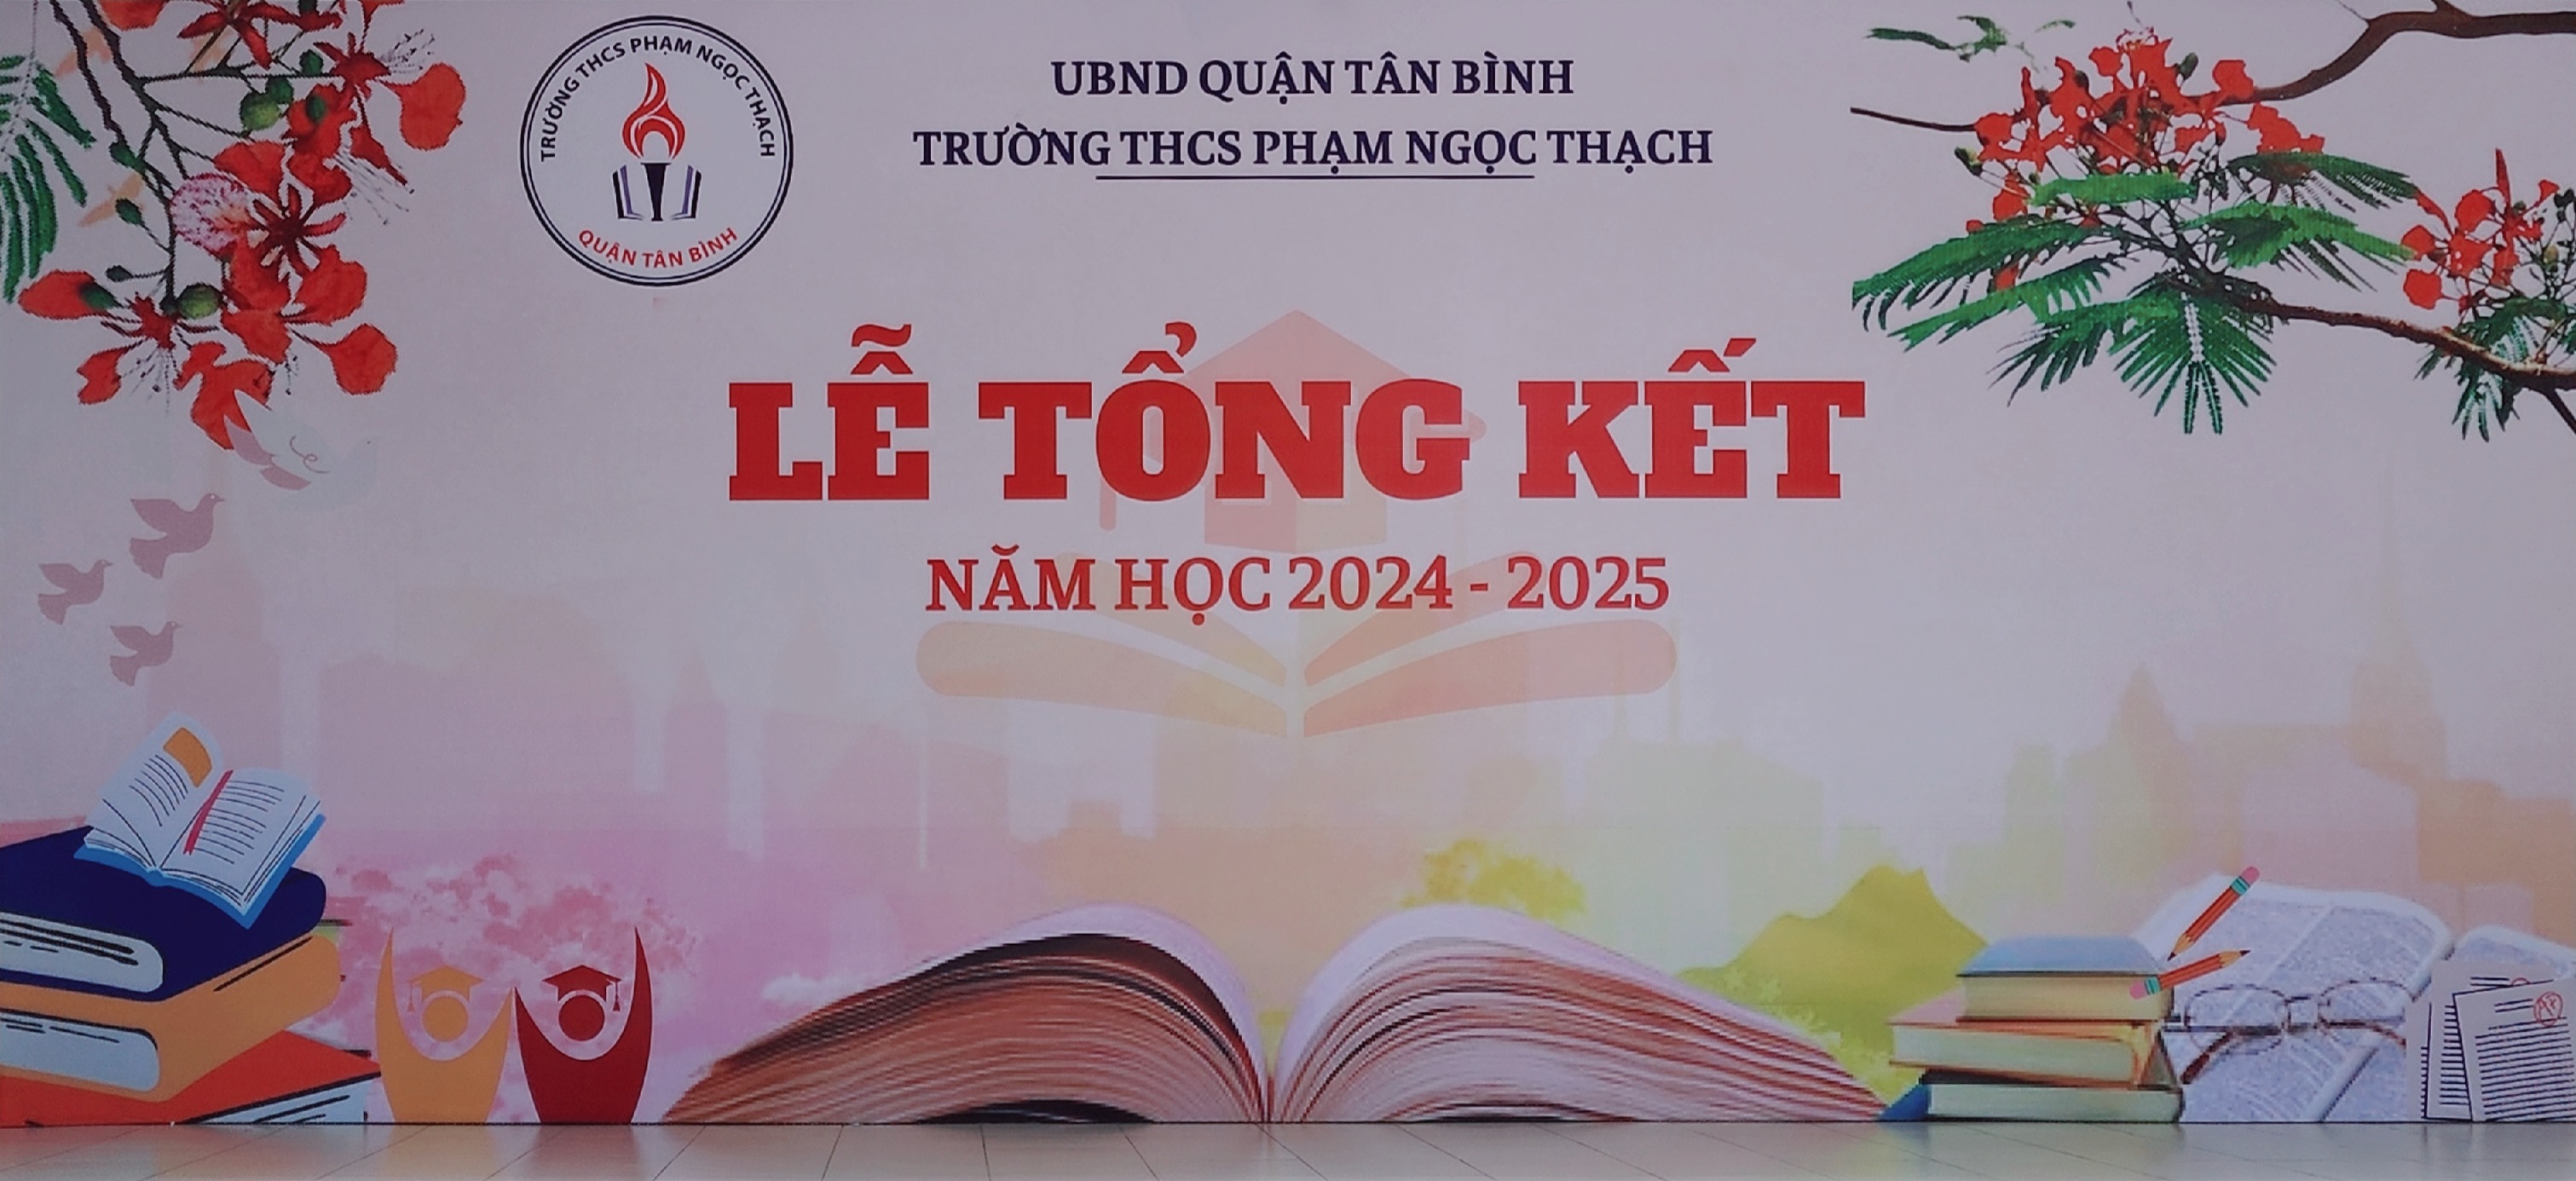 TRƯỜNG THCS PHẠM NGỌC THẠCH
QUẬN TÂN BÌNH
UBND QUẬN TÂN BÌNH
TRƯỜNG THCS PHẠM NGỌC THẠCH
LỄ TỔNG KẾT
NĂM HỌC 2024 - 2025
A+